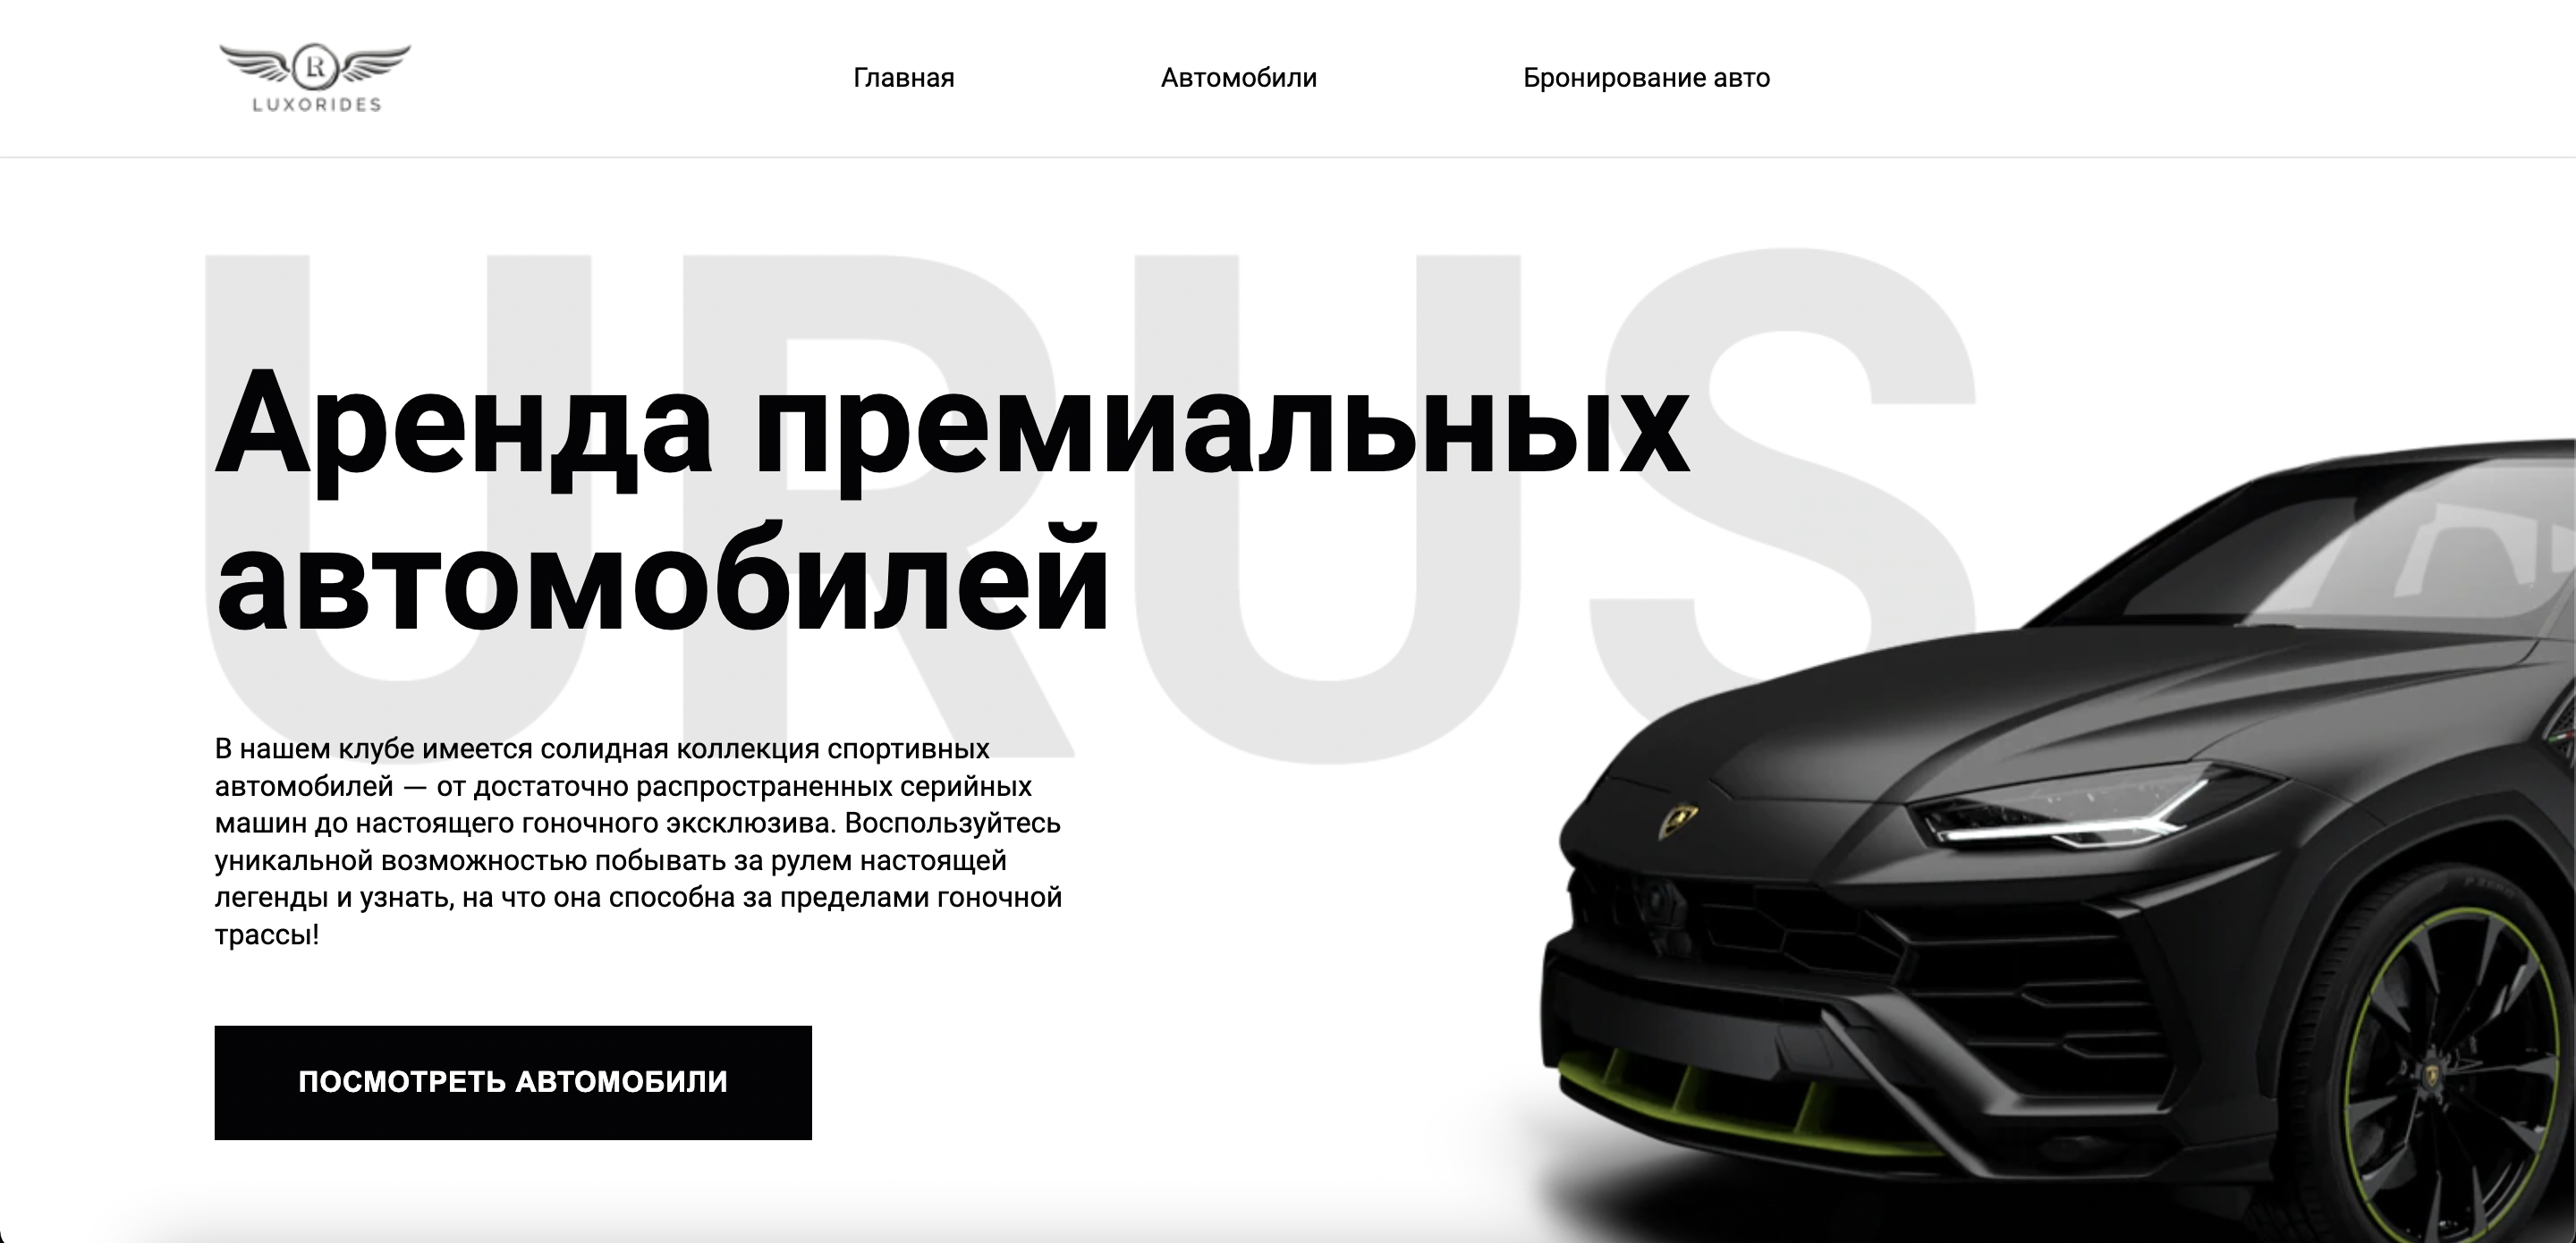 LR
LUXORIDES
Главная
Автомобили
Бронирование авто
URUS
Аренда премиальных
автомобилей
В нашем клубе имеется солидная коллекция спортивных
автомобилей — от достаточно распространенных серийных
машин до настоящего гоночного эксклюзива. Воспользуйтесь
уникальной возможностью побывать за рулем настоящей
легенды и узнать, на что она способна за пределами гоночной
трассы!
ПОСМОТРЕТЬ АВТОМОБИЛИ